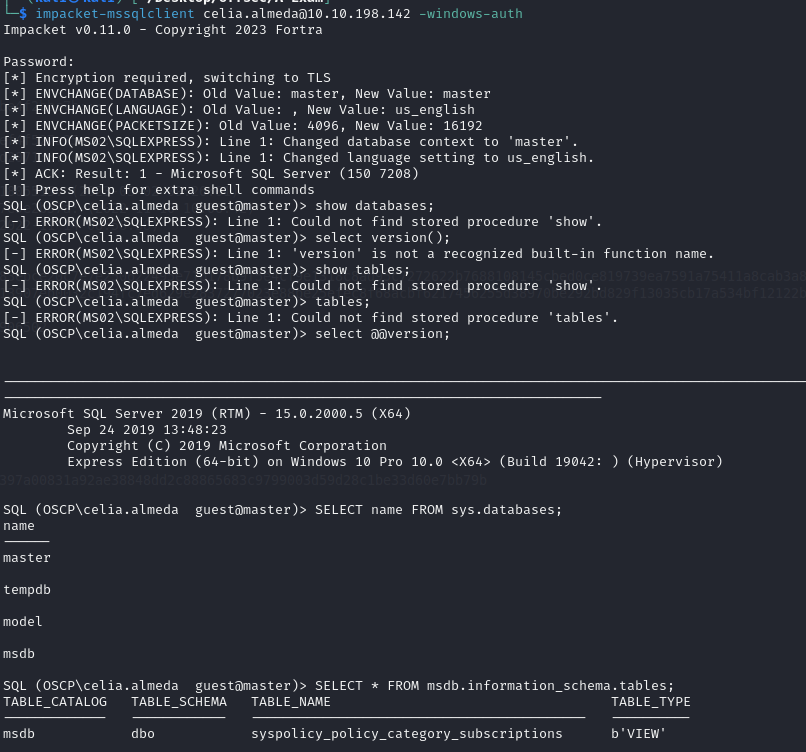 └─$ impacket-mssqlclient celia.almeda@10.10.198.142 -windows-auth
Impacket v0.11.0 - Copyright 2023 Fortra
Password:
[*] Encryption required, switching to TLS
[*] ENVCHANGE(DATABASE): Old Value: master, New Value: master
[*] ENVCHANGE(LANGUAGE): Old Value: , New Value: us_english
[*] ENVCHANGE(PACKETSIZE): Old Value: 4096, New Value: 16192
[*] INFO(MS02\SQLEXPRESS): Line 1: Changed database context to 'master'.
[*] INFO(MS02\SQLEXPRESS): Line 1: Changed language setting to us_english.
[*] ACK: Result: 1 - Microsoft SQL Server (150 7208)
[!] Press help for extra shell commands
SQL (OSCP\celia.almeda  guest@master)> show databases;
[-] ERROR(MS02\SQLEXPRESS): Line 1: Could not find stored procedure 'show'.
SQL (OSCP\celia.almeda  guest@master)> select version();
[-] ERROR(MS02\SQLEXPRESS): Line 1: 'version' is not a recognized built-in function name.
SQL (OSCP\celia.almeda  guest@master)> show tables;
[-] ERROR(MS02\SQLEXPRESS): Line 1: Could not find stored procedure 'show'.
SQL (OSCP\celia.almeda  guest@master)> tables;
[-] ERROR(MS02\SQLEXPRESS): Line 1: Could not find stored procedure 'tables'.
SQL (OSCP\celia.almeda  guest@master)> select @@version;
Microsoft SQL Server 2019 (RTM) - 15.0.2000.5 (X64)
Sep 24 2019 13:48:23
Copyright (C) 2019 Microsoft Corporation
Express Edition (64-bit) on Windows 10 Pro 10.0 <X64> (Build 19042: ) (Hypervisor)
SQL (OSCP\celia.almeda  guest@master)> SELECT name FROM sys.databases;
name
master
tempdb
model
msdb
SQL (OSCP\celia.almeda  guest@master)> SELECT * FROM msdb.information_schema.tables;
TABLE_CATALOG   TABLE_SCHEMA   TABLE_NAME   TABLE_TYPE
msdb   dbo   syspolicy_policy_category_subscriptions   b'VIEW'